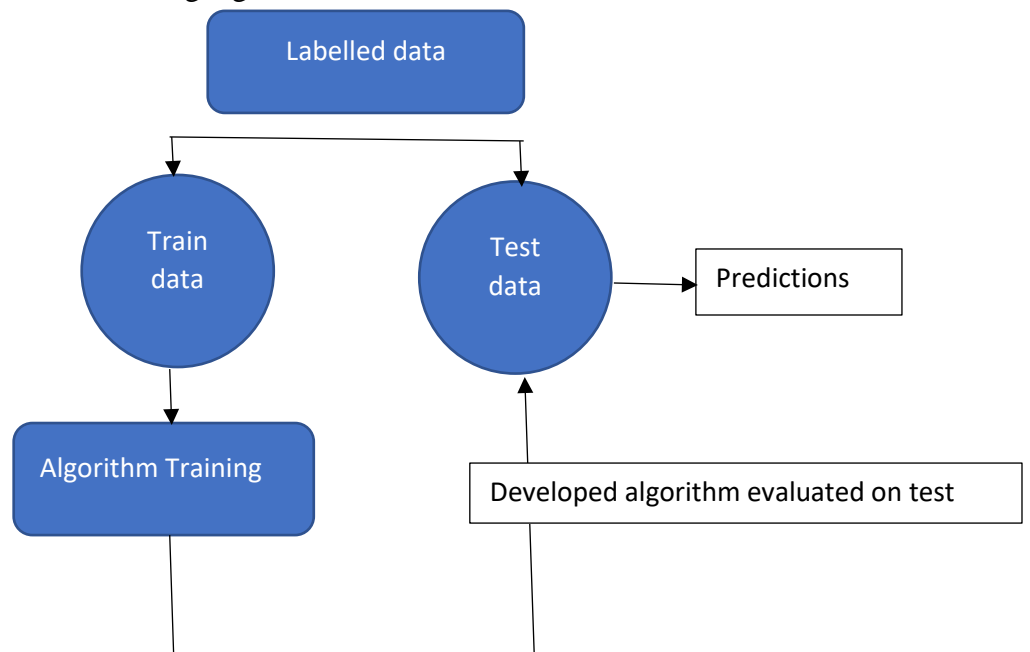 Labelled data
Train
data
Test
data
Predictions
Algorithm Training
Developed algorithm evaluated on test